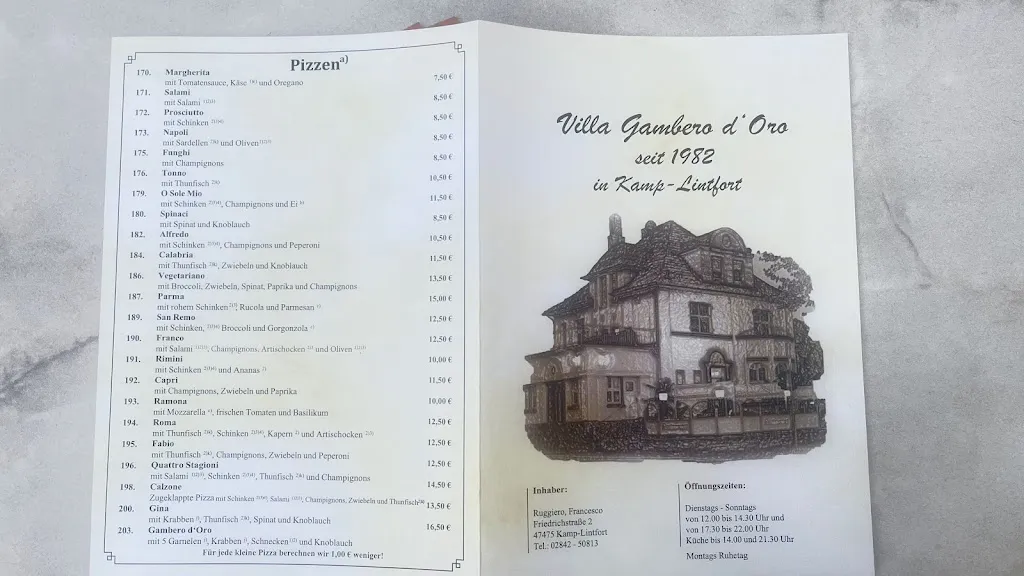 Pizzen a)
170. Margherita
mit Tomatensauce, Käse und Oregano 7,50 €
171. Salami
mit Salami 8,50 €
172. Prosciutto
mit Schinken 8,50 €
173. Napoli
mit Sardellen und Oliven 8,50 €
175. Funghi
mit Champignons 8,50 €
176. Tonno
mit Thunfisch 10,50 €
179. O Sole Mio
mit Schinken, Champignons und Ei 11,50 €
180. Spinaci
mit Spinat und Knoblauch 8,50 €
182. Alfredo
mit Schinken, Champignons und Peperoni 10,50 €
184. Calabria
mit Thunfisch, Zwiebeln und Knoblauch 11,50 €
186. Vegetariano
mit Broccoli, Zwiebeln, Spinat, Paprika und Champignons 13,50 €
187. Parma
mit rohem Schinken, Rucola und Parmesan 15,00 €
189. San Remo
mit Schinken, Broccoli und Gorgonzola 12,50 €
190. Franco
mit Salami, Champignons, Artischocken und Oliven 12,50 €
191. Rimini
mit Schinken und Ananas 10,00 €
192. Capri
mit Champignons, Zwiebeln und Paprika 11,50 €
193. Ramona
mit Mozzarella, frischen Tomaten und Basilikum 10,00 €
194. Roma
mit Thunfisch, Schinken, Kapern und Artischocken 12,50 €
195. Fabio
mit Thunfisch, Champignons, Zwiebeln und Peperoni 12,50 €
196. Quattro Stagioni
mit Salami, Schinken, Thunfisch und Champignons 12,50 €
198. Calzone
Zugeklappte Pizza mit Schinken, Salami, Champignons, Zwiebeln und Thunfisch 14,50 €
200. Gina
mit Krabben, Thunfisch, Spinat und Knoblauch 13,50 €
203. Gambero d'Oro
mit 5 Garnelen, Krabben, Schnecken und Knoblauch 16,50 €
Für jede kleine Pizza berechnen wir 1,00 € weniger!
Villa Gambero d'Oro
seit 1982
in Kamp-Lintfort
Inhaber:
Ruggiero, Francesco
Friedrichstraße 2
47475 Kamp-Lintfort
Tel.: 02842 - 50813
Öffnungszeiten:
Dienstags - Sonntags
von 12.00 bis 14.30 Uhr und
von 17.30 bis 22.00 Uhr
Küche bis 14.00 und 21.30 Uhr
Montags Ruhetag